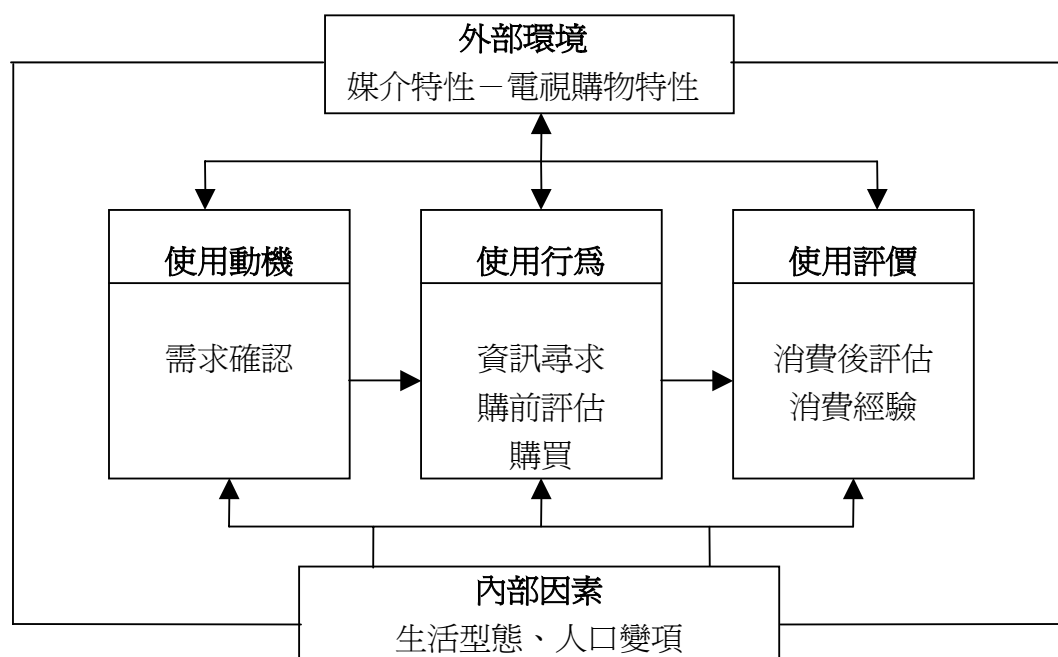 外部環境
媒介特性－電視購物特性
使用動機
需求確認
使用行為
資訊尋求
購前評估
購買
使用評價
消費後評估
消費經驗
內部因素
生活型態、人口變項